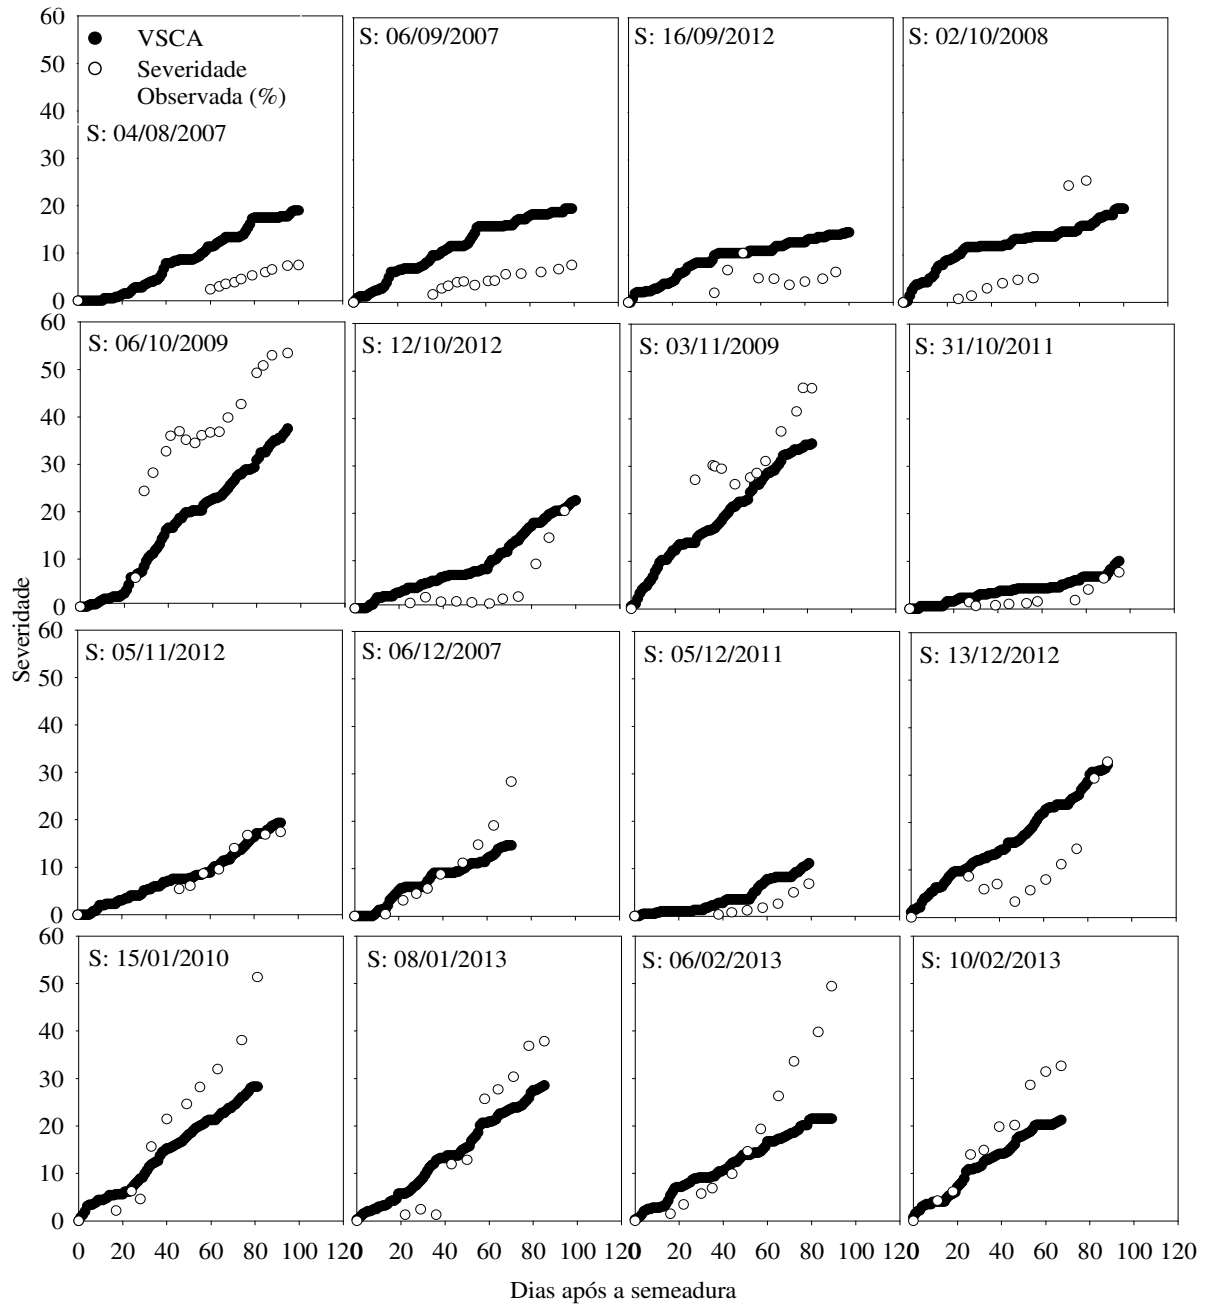 60
50
40
30
20
10
0
VSCA
Severidade
Observada (%)
S: 04/08/2007
S: 06/09/2007
S: 16/09/2012
S: 02/10/2008
60
50
40
30
20
10
0
S: 06/10/2009
S: 12/10/2012
S: 03/11/2009
S: 31/10/2011
Severidade
60
50
40
30
20
10
0
S: 05/11/2012
S: 06/12/2007
S: 05/12/2011
S: 13/12/2012
60
50
40
30
20
10
0
S: 15/01/2010
S: 08/01/2013
S: 06/02/2013
S: 10/02/2013
0 20 40 60 80 100 120 20 40 60 80 100 120 20 40 60 80 100 120 20 40 60 80 100 120
Dias após a semeadura